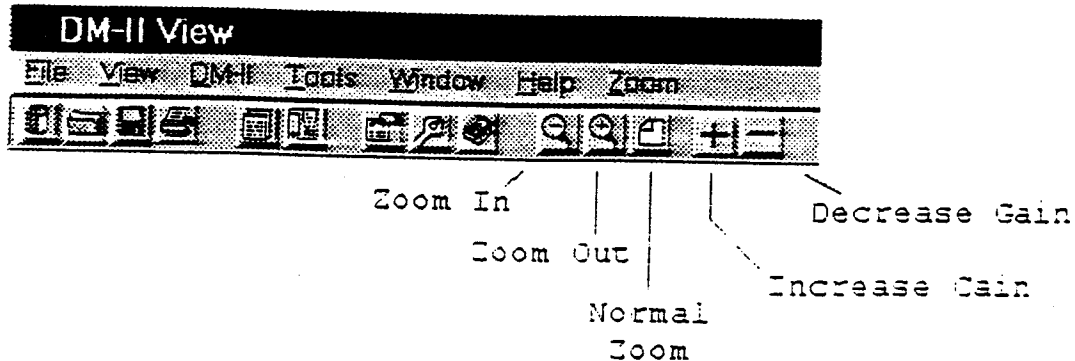 DM-II View
File View DM-II Tools Window Help Zoom
Zoom In
Decrease Gain
Zoom Out
Increase Gain
Normal
Zoom